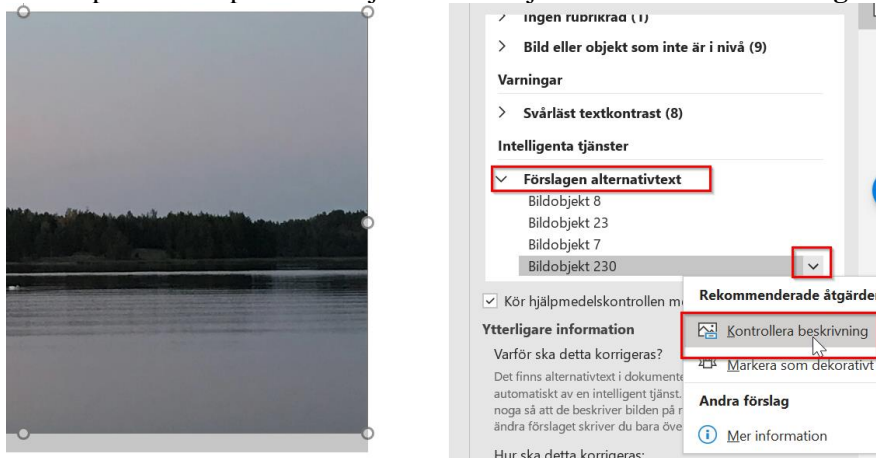 Ingen rubrikrad (1)
Bild eller objekt som inte är i nivå (9)
Varningar
Svårläst textkontrast (8)
Intelligenta tjänster
Förslagen alternativtext
Bildobjekt 8
Bildobjekt 23
Bildobjekt 7
Bildobjekt 230
Kör hjälpmedelskontrollen
Rekommenderade åtgärder
Kontrollera beskrivning
Markera som dekorativt
Andra förslag
Mer information
Ytterligare information
Varför ska detta korrigeras?
Det finns alternativtext i
automatiskt av en intelligent tjänst.
noga så att de beskriver bilden på
ändra förslaget skriver du bara
Hur ska detta korrigeras: